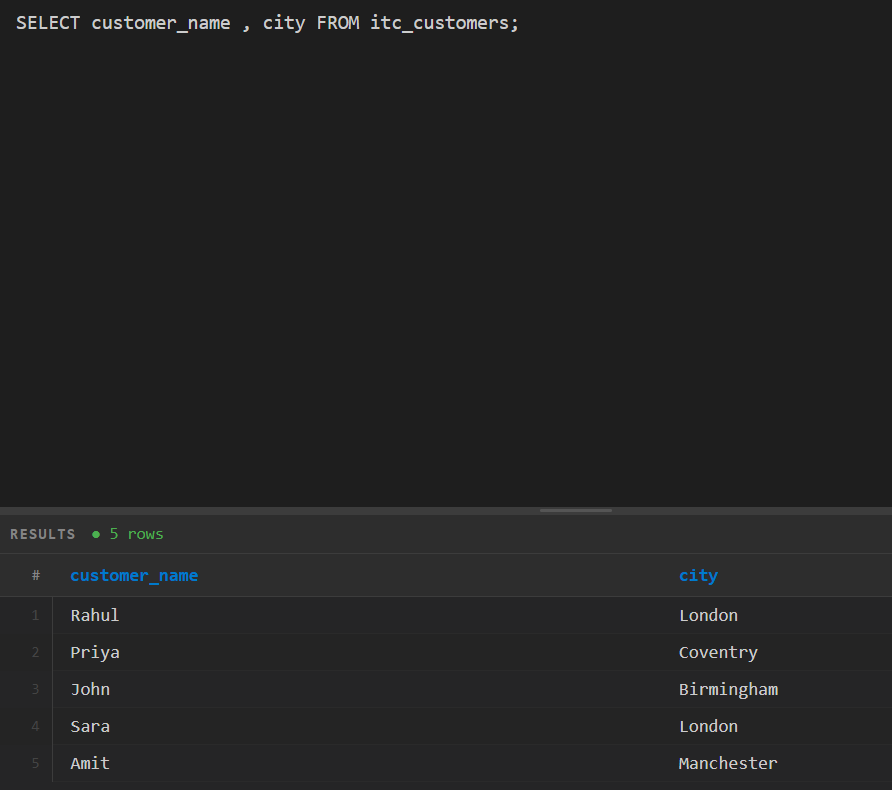 SELECT customer_name , city FROM itc_customers;
RESULTS ● 5 rows
# customer_name city
1 Rahul London
2 Priya Coventry
3 John Birmingham
4 Sara London
5 Amit Manchester